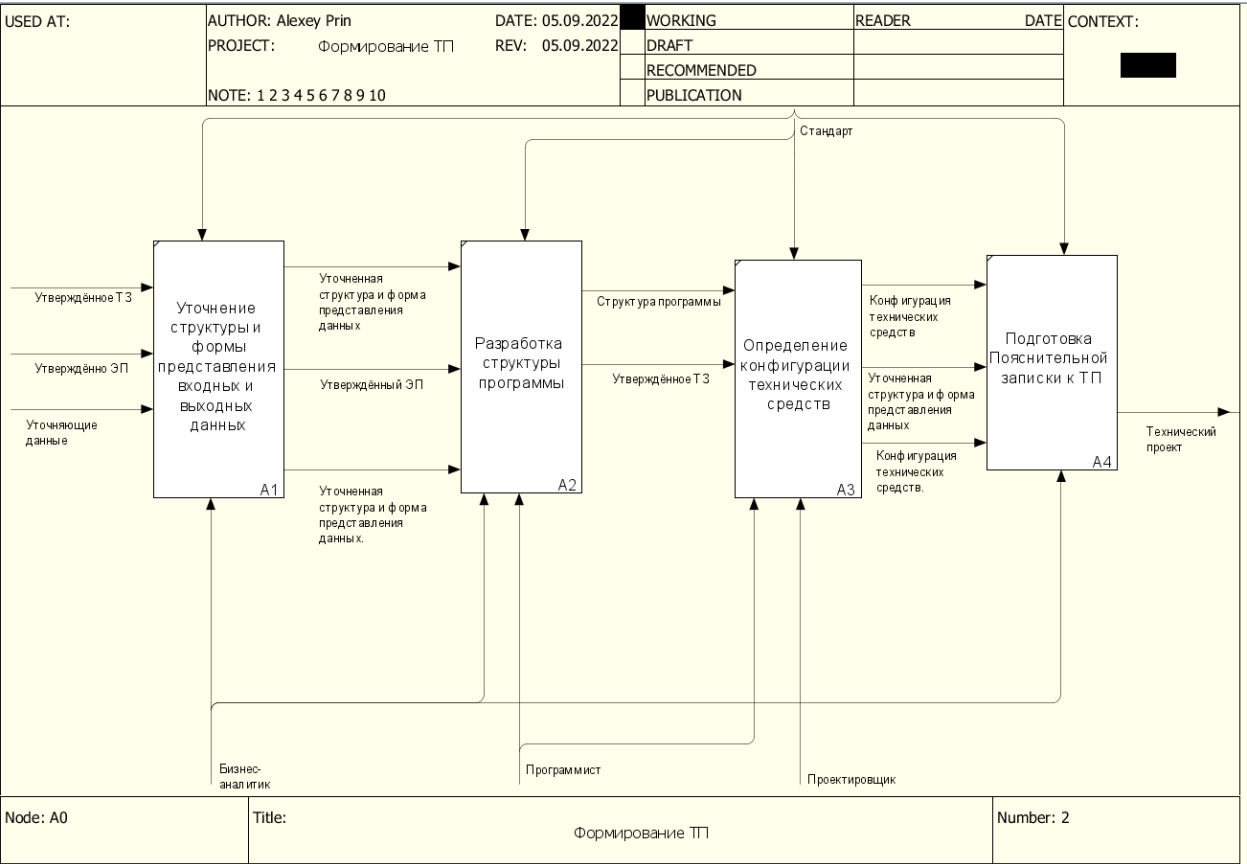 USED AT:
AUTHOR: Alexey Prin
DATE: 05.09.2022
WORKING
READER
DATE
CONTEXT:
PROJECT:
Формирование ТП
REV: 05.09.2022
DRAFT
RECOMMENDED
NOTE: 1 2 3 4 5 6 7 8 9 10
PUBLICATION
Стандарт
Утверждённое ТЗ
Утверждённо ЭП
Уточняющие
данные
Уточнение
структуры и
формы
представления
входных и
выходных
данных
A1
Уточненная
структура и форма
представления
данных
Утверждённый ЭП
Уточненная
структура и форма
представления
данных.
Разработка
структуры
программы
A2
Структура программы
Утверждённое ТЗ
Определение
конфигурации
технических
средств
A3
Конфигурация
технических
средств
Уточненная
структура и форма
представления
данных
Конфигурация
технических
средств.
Подготовка
Пояснительной
записки к ТП
A4
Технический
проект
Бизнес-
аналитик
Программист
Проектировщик
Node: A0
Title:
Формирование ТП
Number: 2